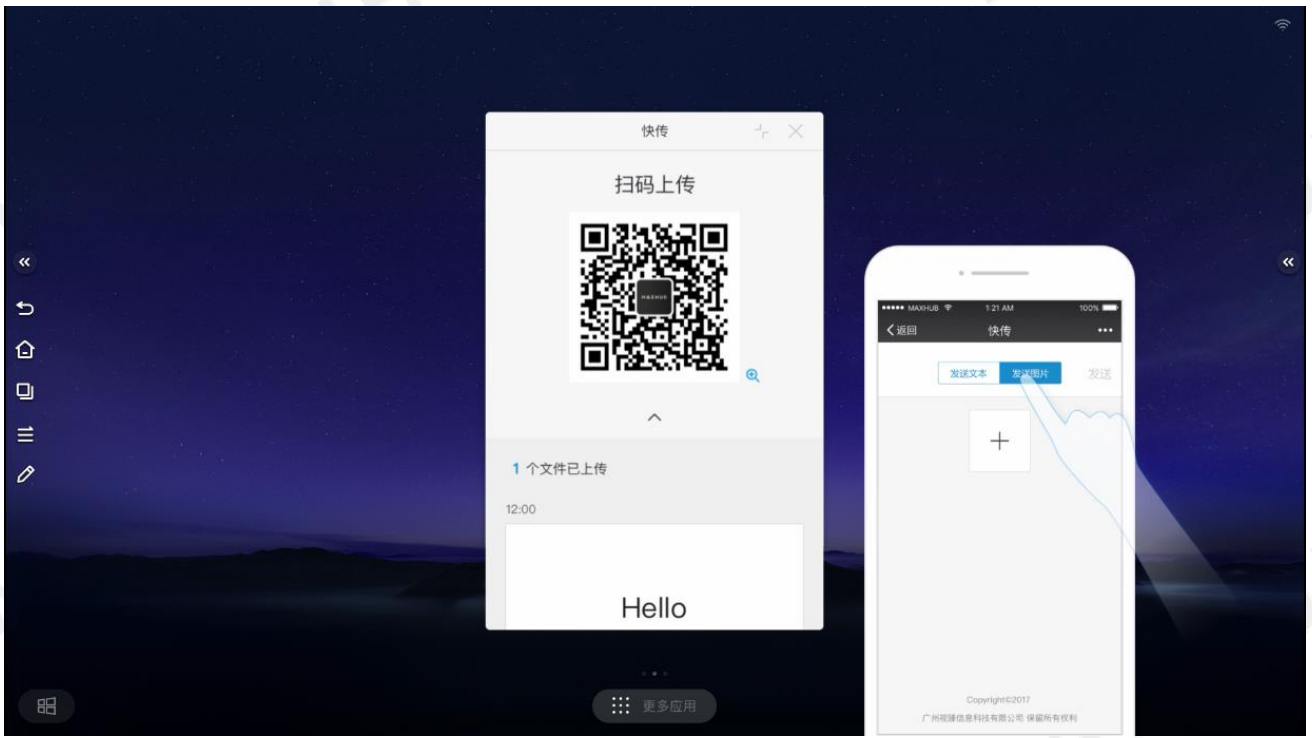 快传
扫码上传
MAXHUB
1 个文件已上传
12:00
Hello
更多应用
MAXHUB 1:21 AM 100%
返回 快传
发送文本 发送图片 发送
Copyright©2017
广州视臻信息科技有限公司 保留所有权利